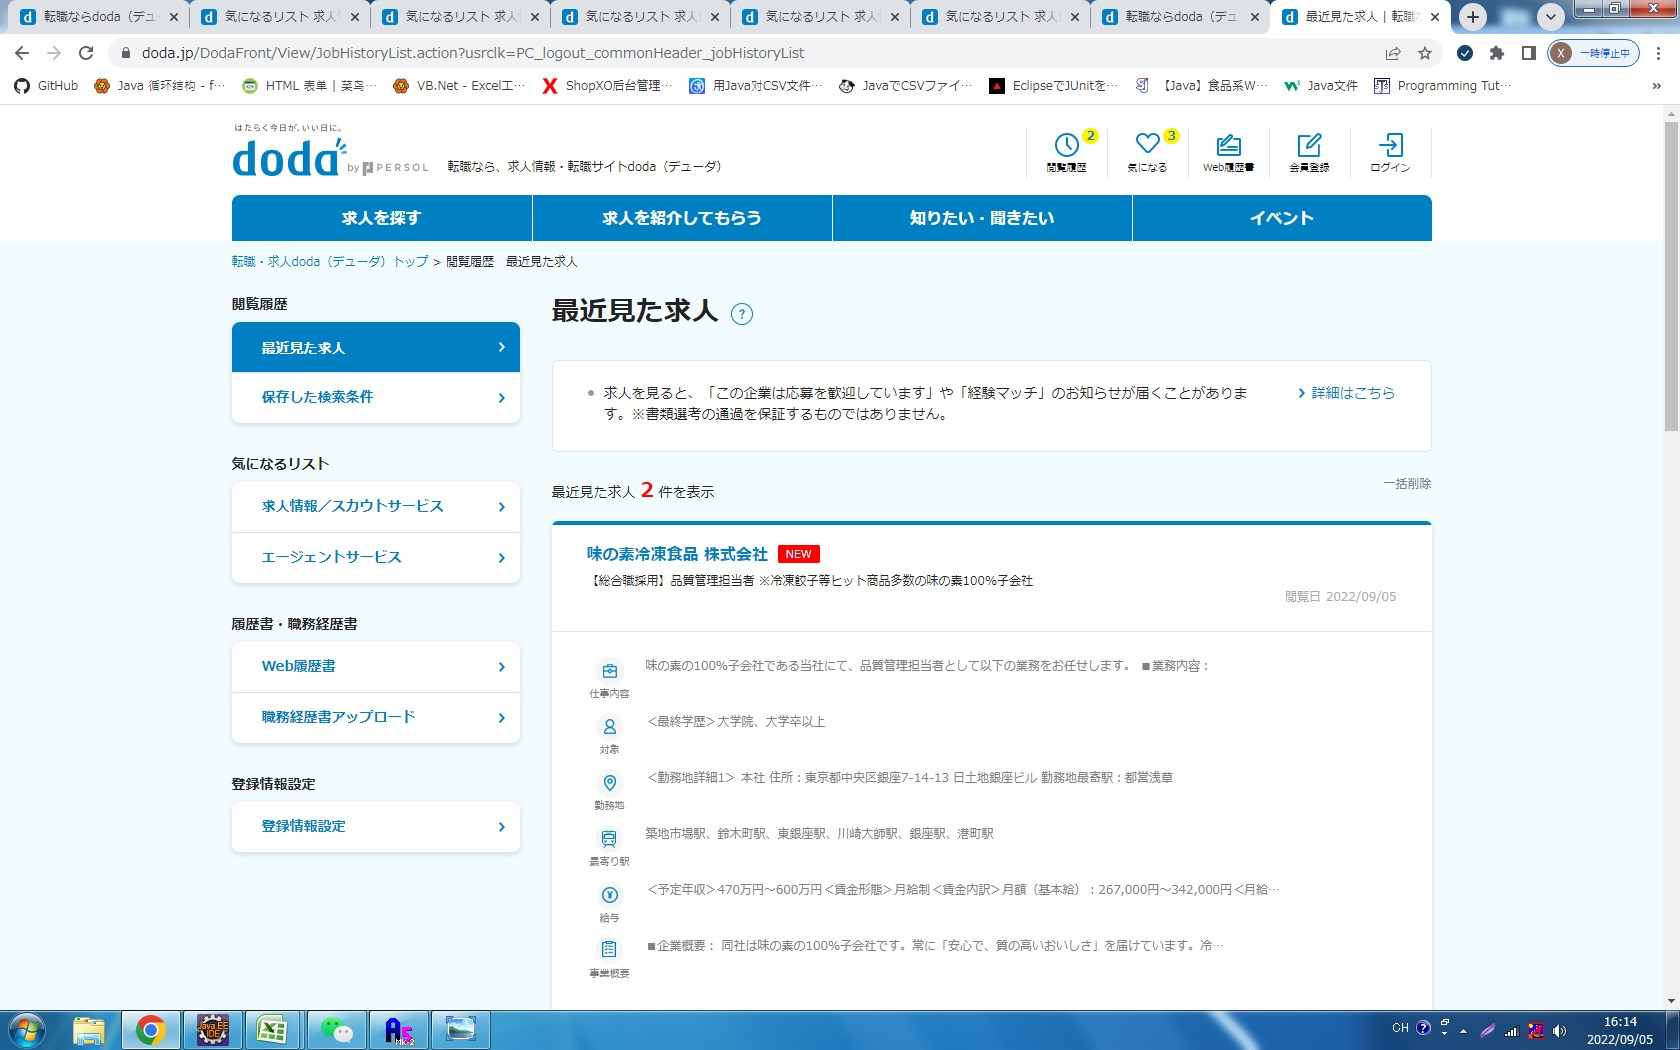 転職ならdoda（デュー
気になるリスト 求人
気になるリスト 求人
気になるリスト 求人
気になるリスト 求人
気になるリスト 求人
転職ならdoda（デュー
最近見た求人 | 転職な
doda.jp/DodaFront/View/JobHistoryList.action?usrclk=PC_logout_commonHeader_jobHistoryList
X 一時停止中
GitHub
Java 循环结构 - f…
HTML 表单 | 菜鸟…
VB.Net - Excel工…
ShopXO后台管理…
用Java对CSV文件…
JavaでCSVファイ…
EclipseでJUnitを…
【Java】食品系W…
Java文件
Programming Tut…
»
はたらく今日が、いい日に。
doda by PERSOL
転職なら、求人情報・転職サイトdoda（デューダ）
2
閲覧履歴
3
気になる
Web履歴書
会員登録
ログイン
求人を探す
求人を紹介してもらう
知りたい・聞きたい
イベント
転職・求人doda（デューダ）トップ > 閲覧履歴　最近見た求人
閲覧履歴
最近見た求人
保存した検索条件
気になるリスト
求人情報／スカウトサービス
エージェントサービス
履歴書・職務経歴書
Web履歴書
職務経歴書アップロード
登録情報設定
登録情報設定
最近見た求人 ?
求人を見ると、「この企業は応募を歓迎しています」や「経験マッチ」のお知らせが届くことがありま
す。※書類選考の通過を保証するものではありません。
詳細はこちら
最近見た求人 2 件を表示
一括削除
味の素冷凍食品 株式会社 NEW
【総合職採用】品質管理担当者 ※冷凍餃子等ヒット商品多数の味の素100%子会社
閲覧日 2022/09/05
仕事内容
味の素の100%子会社である当社にて、品質管理担当者として以下の業務をお任せします。 ■業務内容：
対象
＜最終学歴＞大学院、大学卒以上
勤務地
＜勤務地詳細1＞ 本社 住所：東京都中央区銀座7-14-13 日土地銀座ビル 勤務地最寄駅：都営浅草
最寄り駅
築地市場駅、鈴木町駅、東銀座駅、川崎大師駅、銀座駅、港町駅
給与
＜予定年収＞470万円～600万円＜賃金形態＞月給制＜賃金内訳＞月額（基本給）：267,000円～342,000円＜月給…
事業概要
■企業概要： 同社は味の素の100%子会社です。常に「安心で、質の高いおいしさ」を届けています。冷…
Java EE IDE
A5 Mk-2
CH
16:14
2022/09/05